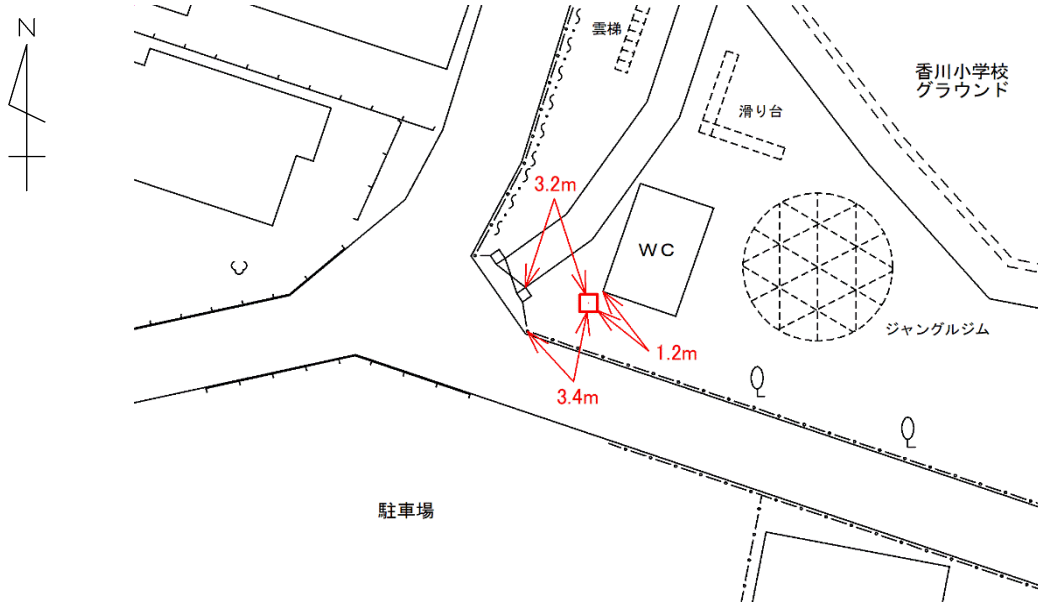 N
雲梯
香川小学校
グラウンド
滑り台
3.2m
WC
ジャングルジム
1.2m
3.4m
駐車場